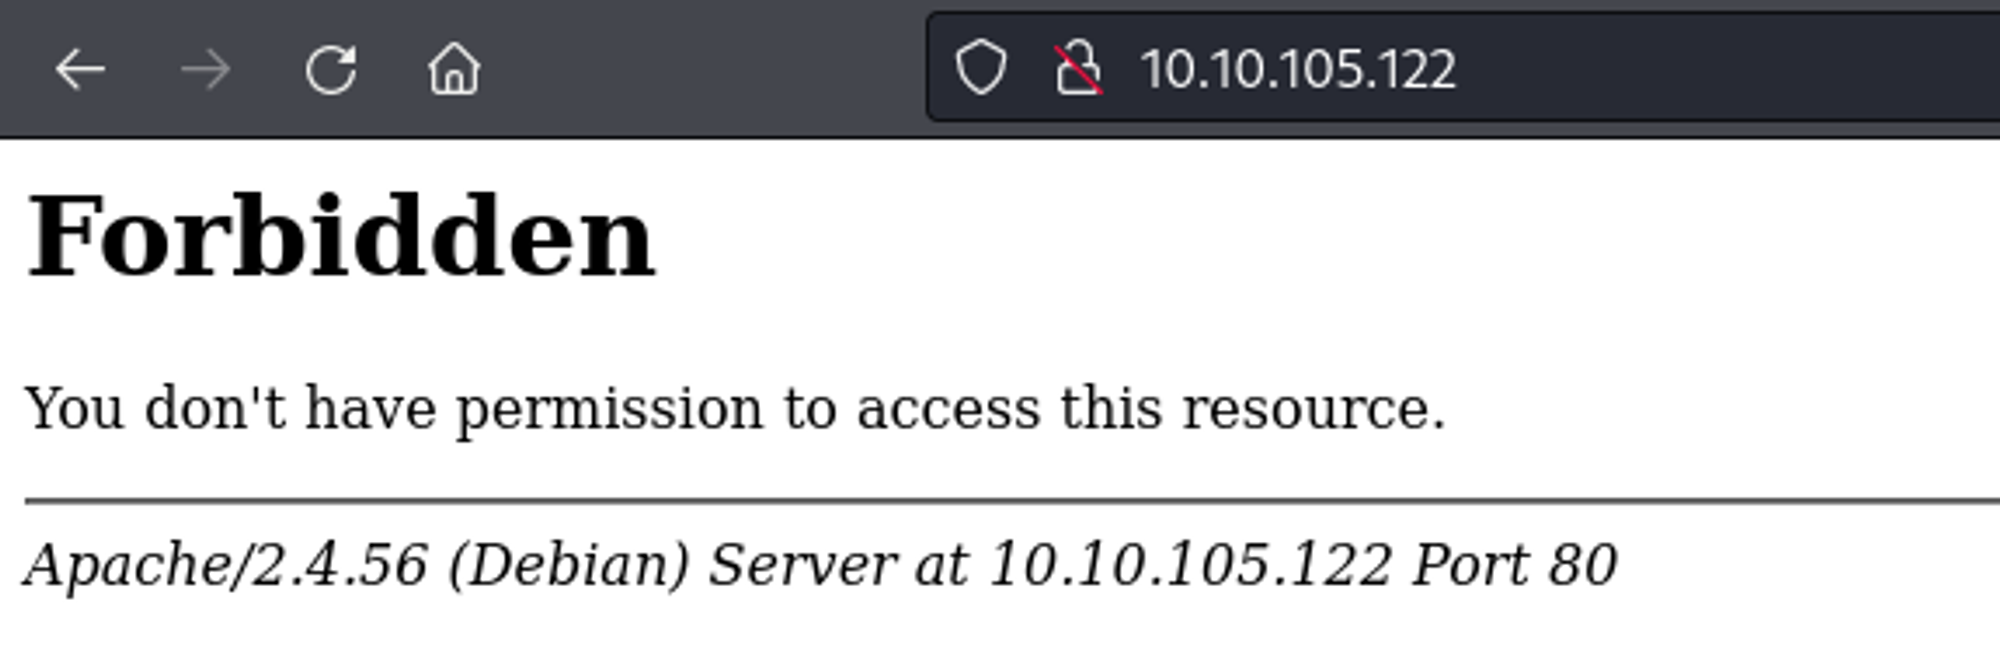 10.10.105.122
Forbidden
You don't have permission to access this resource.
Apache/2.4.56 (Debian) Server at 10.10.105.122 Port 80